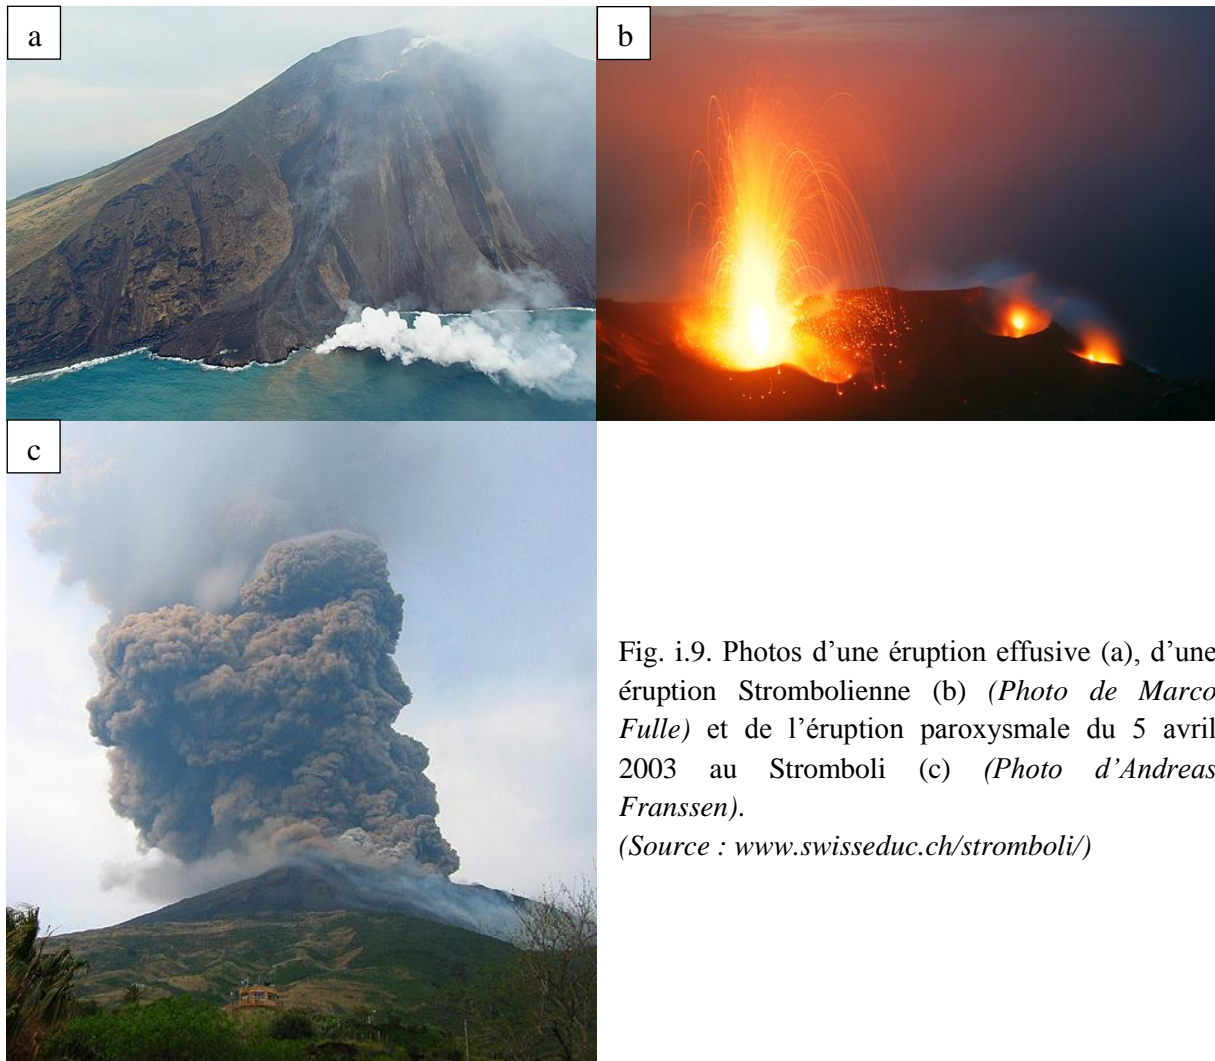 a
b
c
Fig. i.9. Photos d’une éruption effusive (a), d’une
éruption Strombolienne (b) (Photo de Marco
Fulle) et de l’éruption paroxysmale du 5 avril
2003 au Stromboli (c) (Photo d’Andreas
Franssen).
(Source : www.swisseduc.ch/stromboli/)